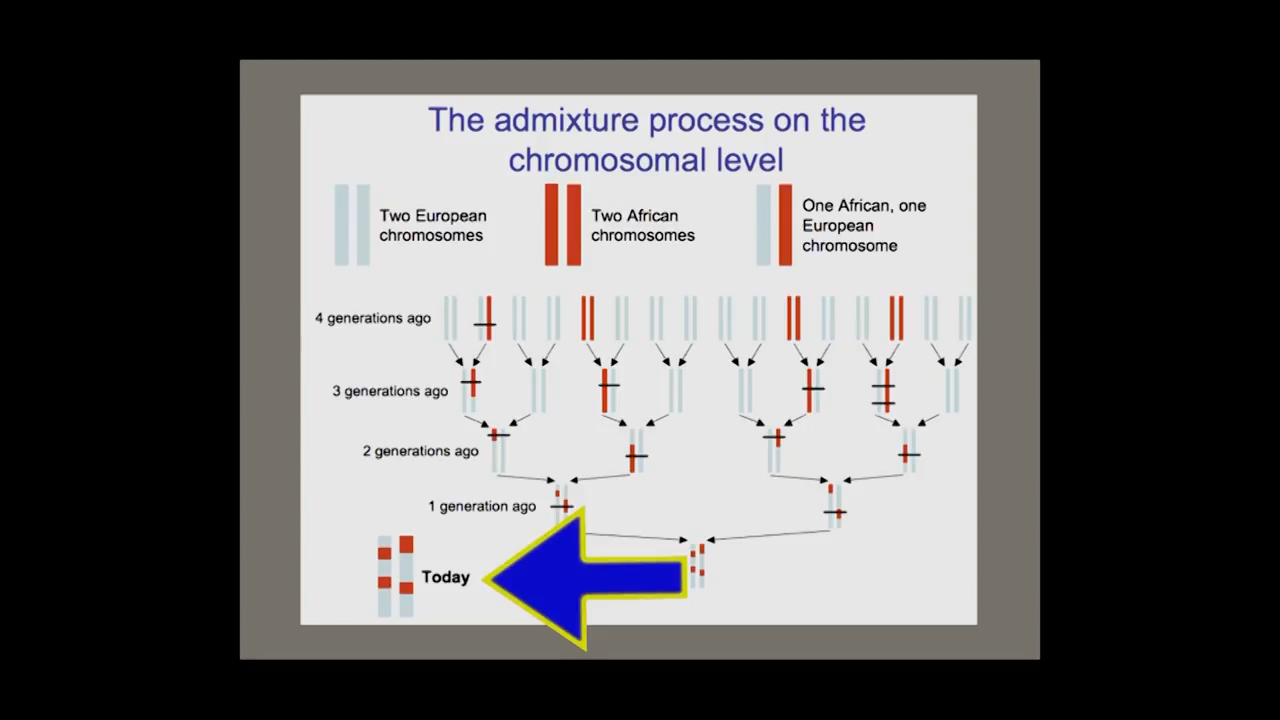 The admixture process on the
chromosomal level
Two European
chromosomes
Two African
chromosomes
One African, one
European
chromosome
4 generations ago
3 generations ago
2 generations ago
1 generation ago
Today